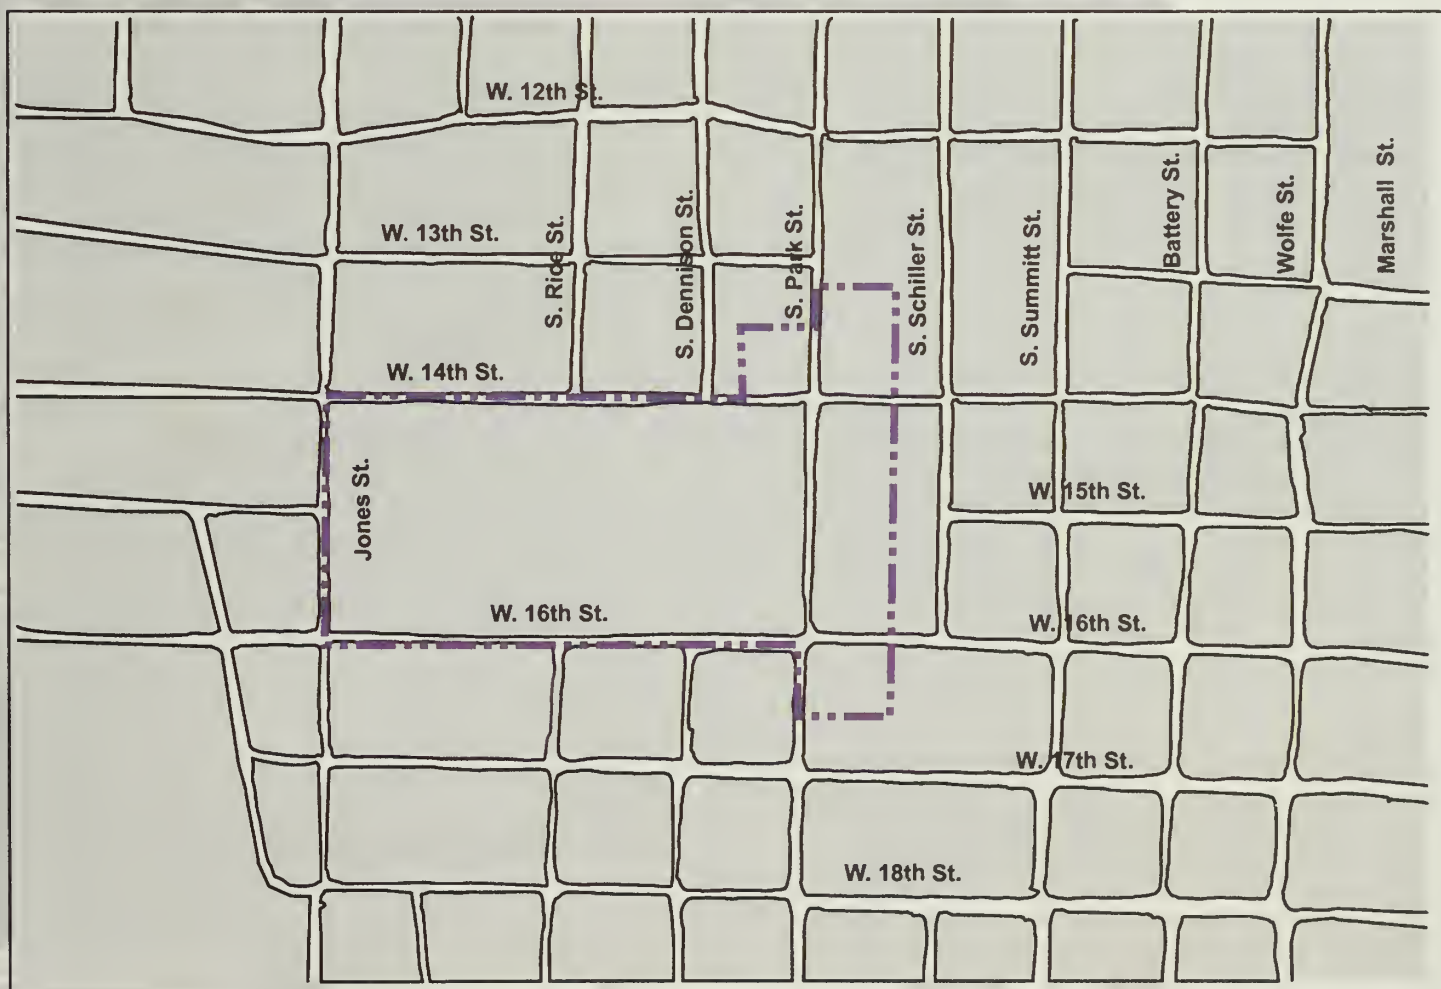 W. 12th St.
W. 13th St.
S. Rice St.
S. Dennison St.
S. Park St.
S. Schiller St.
S. Summitt St.
Battery St.
Wolfe St.
Marshall St.
W. 14th St.
Jones St.
W. 15th St.
W. 16th St.
W. 16th St.
W. 17th St.
W. 18th St.